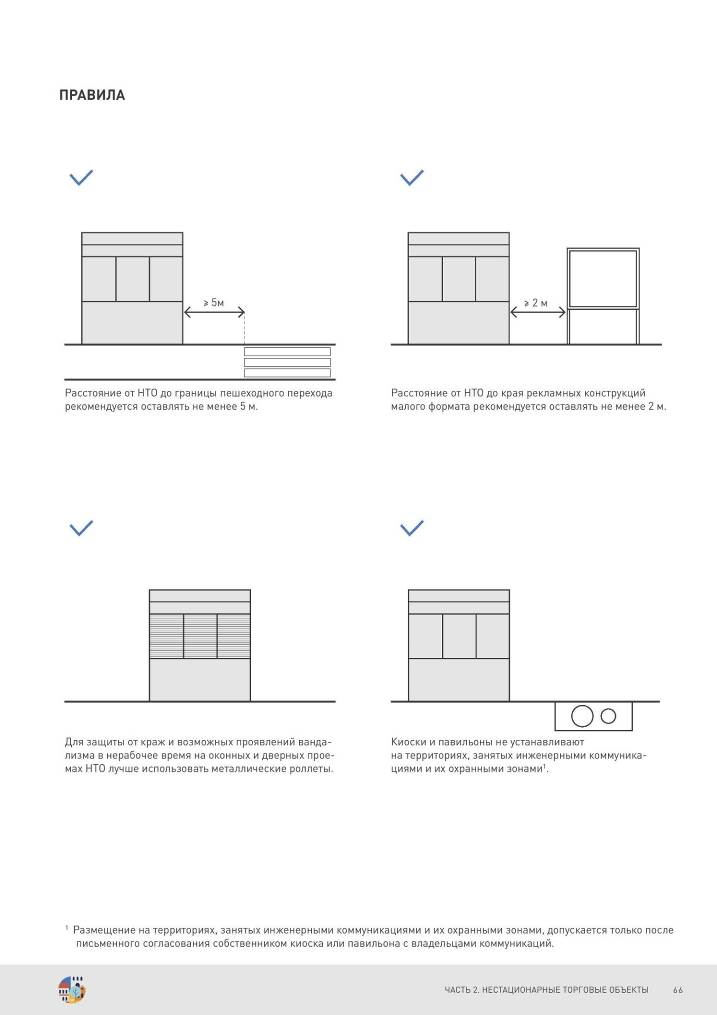 ПРАВИЛА
⩾ 5м
Расстояние от НТО до границы пешеходного перехода
рекомендуется оставлять не менее 5 м.
⩾ 2 м
Расстояние от НТО до края рекламных конструкций
малого формата рекомендуется оставлять не менее 2 м.
Для защиты от краж и возможных проявлений ванда-
лизма в нерабочее время на оконных и дверных прое-
мах НТО лучше использовать металлические роллеты.
Киоски и павильоны не устанавливают
на территориях, занятых инженерными коммуника-
циями и их охранными зонами¹.
¹ Размещение на территориях, занятых инженерными коммуникациями и их охранными зонами, допускается только после
письменного согласования собственником киоска или павильона с владельцами коммуникаций.
ЧАСТЬ 2. НЕСТАЦИОНАРНЫЕ ТОРГОВЫЕ ОБЪЕКТЫ 66